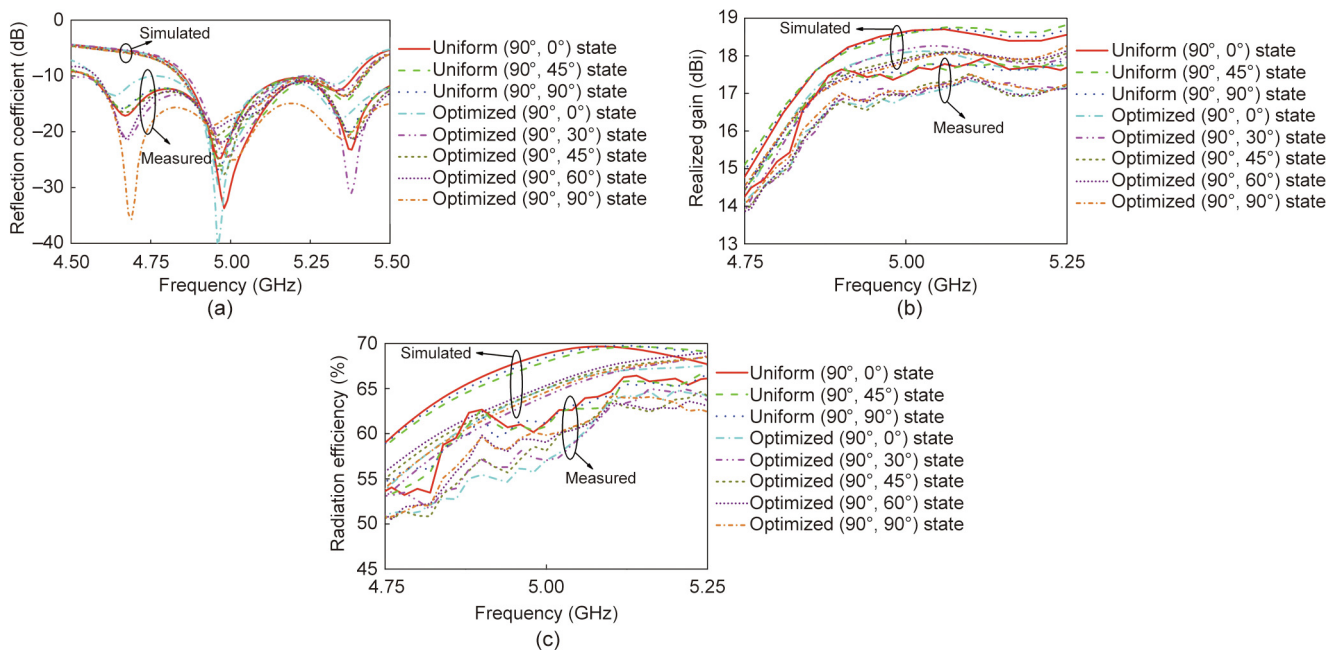 0
–10
–20
–30
–40
Reflection coefficient (dB)
4.50
4.75
5.00
5.25
5.50
Frequency (GHz)
Simulated
Measured
Uniform (90°, 0°) state
Uniform (90°, 45°) state
Uniform (90°, 90°) state
Optimized (90°, 0°) state
Optimized (90°, 30°) state
Optimized (90°, 45°) state
Optimized (90°, 60°) state
Optimized (90°, 90°) state
(a)
19
18
17
16
15
14
13
Realized gain (dBi)
4.75
5.00
5.25
Frequency (GHz)
Simulated
Measured
Uniform (90°, 0°) state
Uniform (90°, 45°) state
Uniform (90°, 90°) state
Optimized (90°, 0°) state
Optimized (90°, 30°) state
Optimized (90°, 45°) state
Optimized (90°, 60°) state
Optimized (90°, 90°) state
(b)
70
65
60
55
50
45
Radiation efficiency (%)
4.75
5.00
5.25
Frequency (GHz)
Simulated
Measured
Uniform (90°, 0°) state
Uniform (90°, 45°) state
Uniform (90°, 90°) state
Optimized (90°, 0°) state
Optimized (90°, 30°) state
Optimized (90°, 45°) state
Optimized (90°, 60°) state
Optimized (90°, 90°) state
(c)